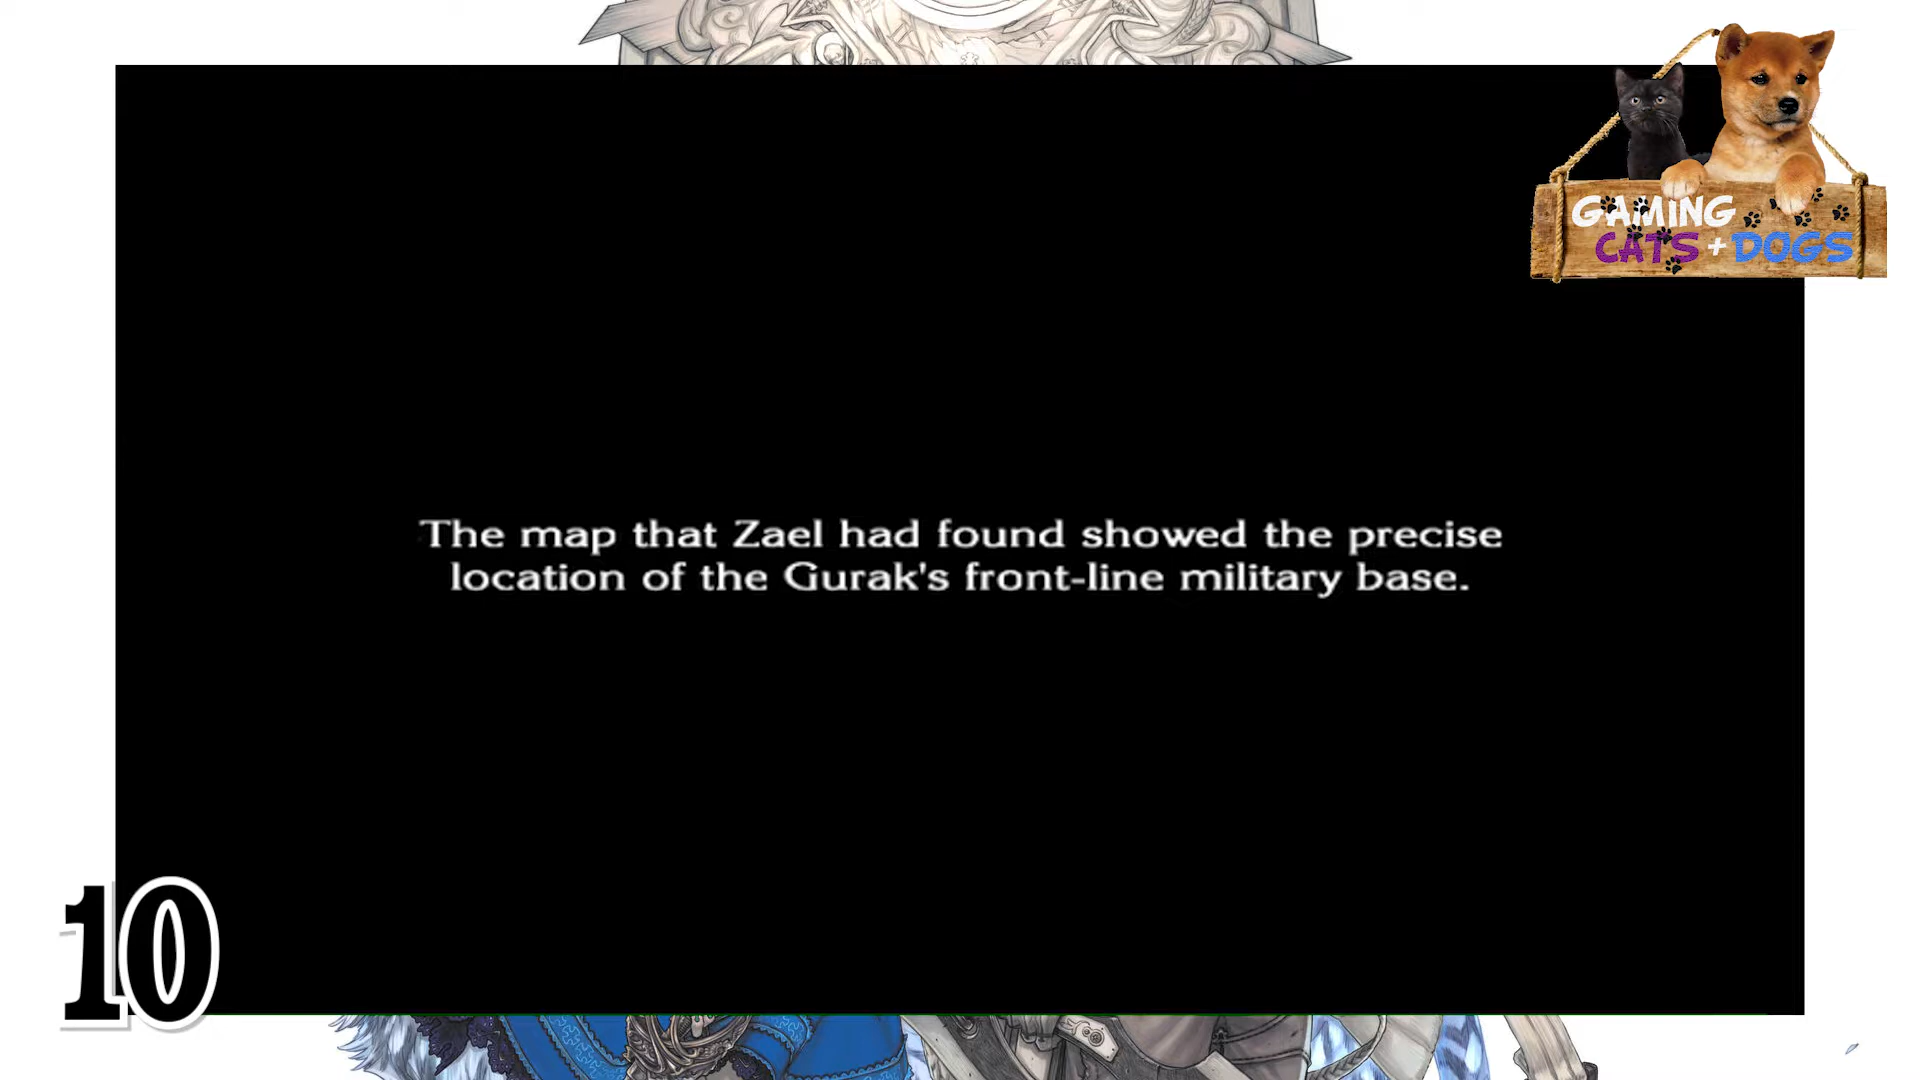 GAMING
CATS + DOGS
The map that Zael had found showed the precise
location of the Gurak's front-line military base.
10